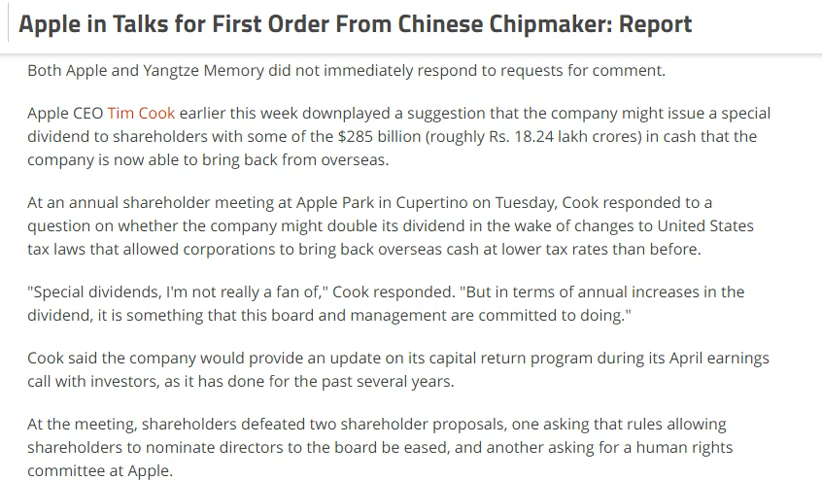 Apple in Talks for First Order From Chinese Chipmaker: Report
Both Apple and Yangtze Memory did not immediately respond to requests for comment.
Apple CEO Tim Cook earlier this week downplayed a suggestion that the company might issue a special
dividend to shareholders with some of the $285 billion (roughly Rs. 18.24 lakh crores) in cash that the
company is now able to bring back from overseas.
At an annual shareholder meeting at Apple Park in Cupertino on Tuesday, Cook responded to a
question on whether the company might double its dividend in the wake of changes to United States
tax laws that allowed corporations to bring back overseas cash at lower tax rates than before.
"Special dividends, I'm not really a fan of," Cook responded. "But in terms of annual increases in the
dividend, it is something that this board and management are committed to doing."
Cook said the company would provide an update on its capital return program during its April earnings
call with investors, as it has done for the past several years.
At the meeting, shareholders defeated two shareholder proposals, one asking that rules allowing
shareholders to nominate directors to the board be eased, and another asking for a human rights
committee at Apple.